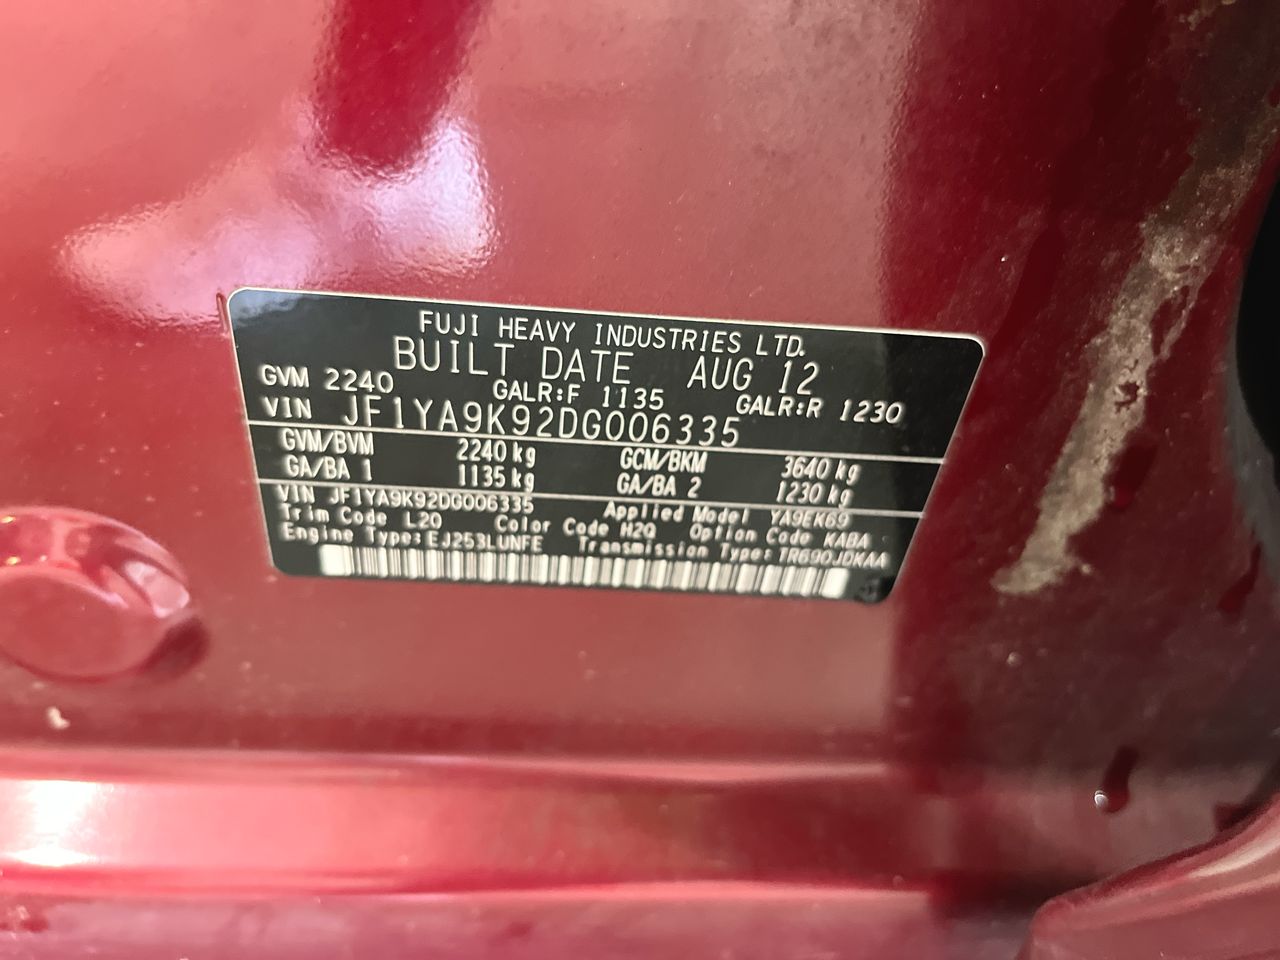 FUJI HEAVY INDUSTRIES LTD.
BUILT DATE AUG 12
GVM 2240 GALR:F 1135 GALR:R 1230
VIN JF1YA9K92DG006335
GVM/BVM 2240 kg GCM/BKM 3640 kg
GA/BA 1 1135 kg GA/BA 2 1230 kg
VIN JF1YA9K92DG006335 Applied Model YA9EK69
Trim Code L20 Color Code H2Q Option Code KABA
Engine Type: EJ253LUNFE Transmission Type: TR690JDKAA